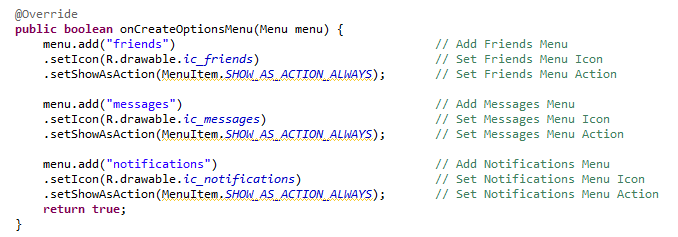 @Override
public boolean onCreateOptionsMenu(Menu menu) {
    menu.add("friends")                                    // Add Friends Menu
    .setIcon(R.drawable.ic_friends)                        // Set Friends Menu Icon
    .setShowAsAction(MenuItem.SHOW_AS_ACTION_ALWAYS);      // Set Friends Menu Action

    menu.add("messages")                                   // Add Messages Menu
    .setIcon(R.drawable.ic_messages)                       // Set Messages Menu Icon
    .setShowAsAction(MenuItem.SHOW_AS_ACTION_ALWAYS);      // Set Messages Menu Action

    menu.add("notifications")                              // Add Notifications Menu
    .setIcon(R.drawable.ic_notifications)                  // Set Notifications Menu Icon
    .setShowAsAction(MenuItem.SHOW_AS_ACTION_ALWAYS);      // Set Notifications Menu Action
    return true;
}